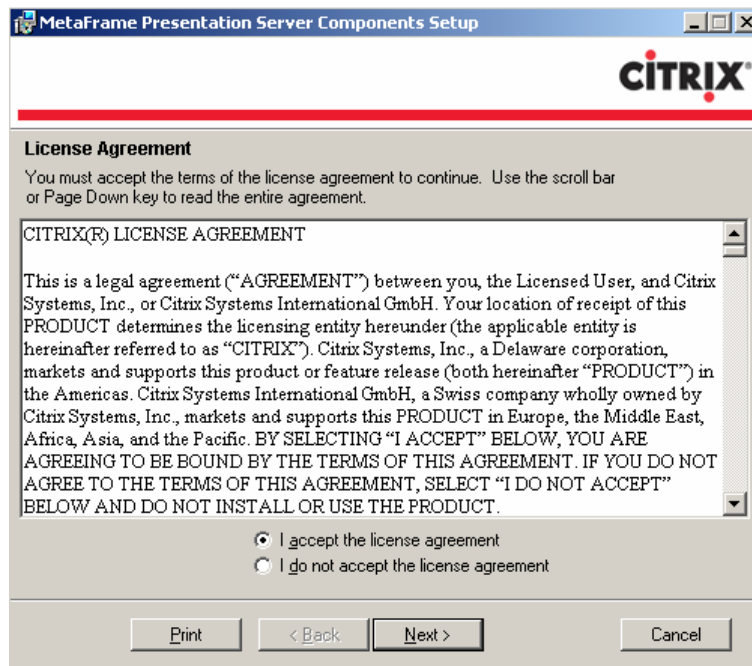 MetaFrame Presentation Server Components Setup
CITRIX®
License Agreement
You must accept the terms of the license agreement to continue. Use the scroll bar
or Page Down key to read the entire agreement.
CITRIX(R) LICENSE AGREEMENT
This is a legal agreement (“AGREEMENT”) between you, the Licensed User, and Citrix
Systems, Inc., or Citrix Systems International GmbH. Your location of receipt of this
PRODUCT determines the licensing entity hereunder (the applicable entity is
hereinafter referred to as “CITRIX”). Citrix Systems, Inc., a Delaware corporation,
markets and supports this product or feature release (both hereinafter “PRODUCT”) in
the Americas. Citrix Systems International GmbH, a Swiss company wholly owned by
Citrix Systems, Inc., markets and supports this PRODUCT in Europe, the Middle East,
Africa, Asia, and the Pacific. BY SELECTING “I ACCEPT” BELOW, YOU ARE
AGREEING TO BE BOUND BY THE TERMS OF THIS AGREEMENT. IF YOU DO NOT
AGREE TO THE TERMS OF THIS AGREEMENT, SELECT “I DO NOT ACCEPT”
BELOW AND DO NOT INSTALL OR USE THE PRODUCT.
I accept the license agreement
I do not accept the license agreement
Print
< Back
Next >
Cancel